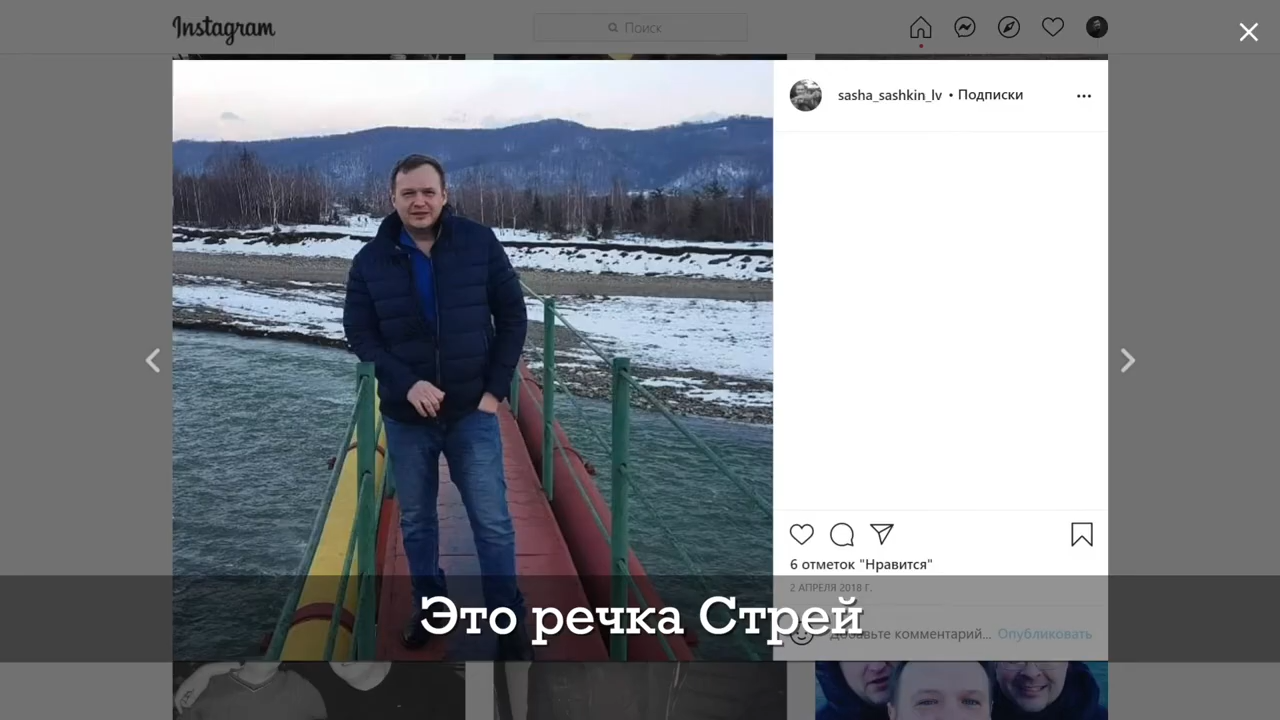 Instagram
Поиск
sasha_sashkin_lv • Подписки
6 отметок "Нравится"
2 АПРЕЛЯ 2018 Г.
Это речка Стрей
Добавьте комментарий... Опубликовать